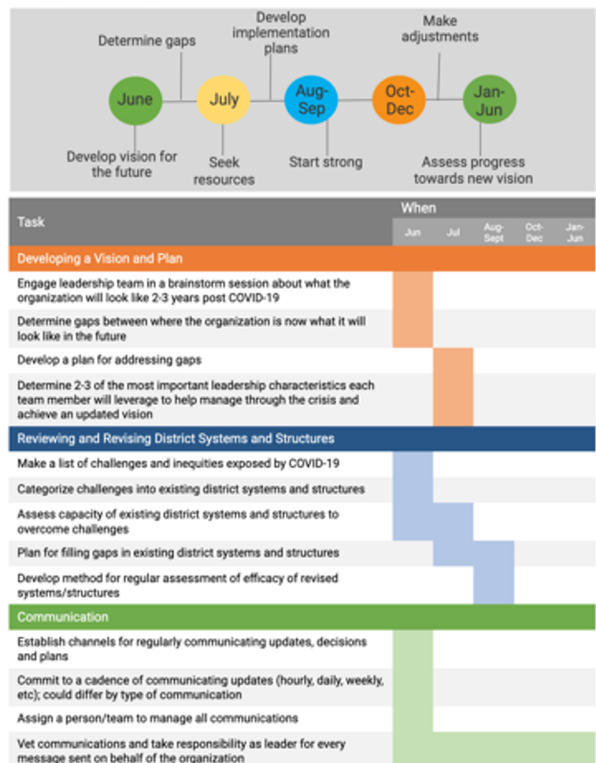 Determine gaps
Develop
implementation
plans
Make
adjustments
June
July
Aug-
Sep
Oct-
Dec
Jan-
Jun
Develop vision for
the future
Seek
resources
Start strong
Assess progress
towards new vision
Task
When
Jun
Jul
Aug-
Sept
Oct-
Dec
Jan-
Jun
Developing a Vision and Plan
Engage leadership team in a brainstorm session about what the
organization will look like 2-3 years post COVID-19
Determine gaps between where the organization is now what it will
look like in the future
Develop a plan for addressing gaps
Determine 2-3 of the most important leadership characteristics each
team member will leverage to help manage through the crisis and
achieve an updated vision
Reviewing and Revising District Systems and Structures
Make a list of challenges and inequities exposed by COVID-19
Categorize challenges into existing district systems and structures
Assess capacity of existing district systems and structures to
overcome challenges
Plan for filling gaps in existing district systems and structures
Develop method for regular assessment of efficacy of revised
systems/structures
Communication
Establish channels for regularly communicating updates, decisions
and plans
Commit to a cadence of communicating updates (hourly, daily, weekly,
etc); could differ by type of communication
Assign a person/team to manage all communications
Vet communications and take responsibility as leader for every
message sent on behalf of the organization